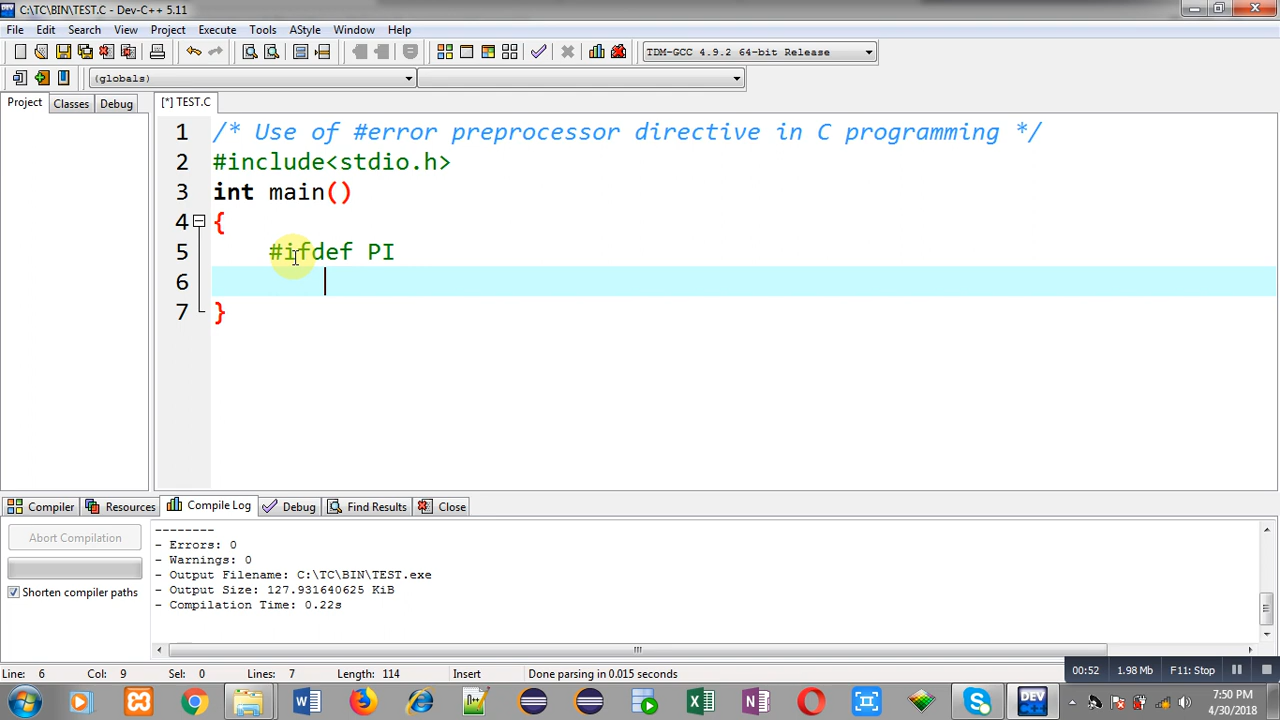 C:\TC\BIN\TEST.C - Dev-C++ 5.11
File Edit Search View Project Execute Tools AStyle Window Help
TDM-GCC 4.9.2 64-bit Release
(globals)
Project Classes Debug
[*] TEST.C
1 /* Use of #error preprocessor directive in C programming */
2 #include<stdio.h>
3 int main()
4 {
5 #ifdef PI
6
7 }
Compiler Resources Compile Log Debug Find Results Close
Abort Compilation
Shorten compiler paths
--------
- Errors: 0
- Warnings: 0
- Output Filename: C:\TC\BIN\TEST.exe
- Output Size: 127.931640625 KiB
- Compilation Time: 0.22s
Line: 6 Col: 9 Sel: 0 Lines: 7 Length: 114 Insert Done parsing in 0.015 seconds
00:52 1.98 Mb F11: Stop
DEV
7:50 PM
4/30/2018